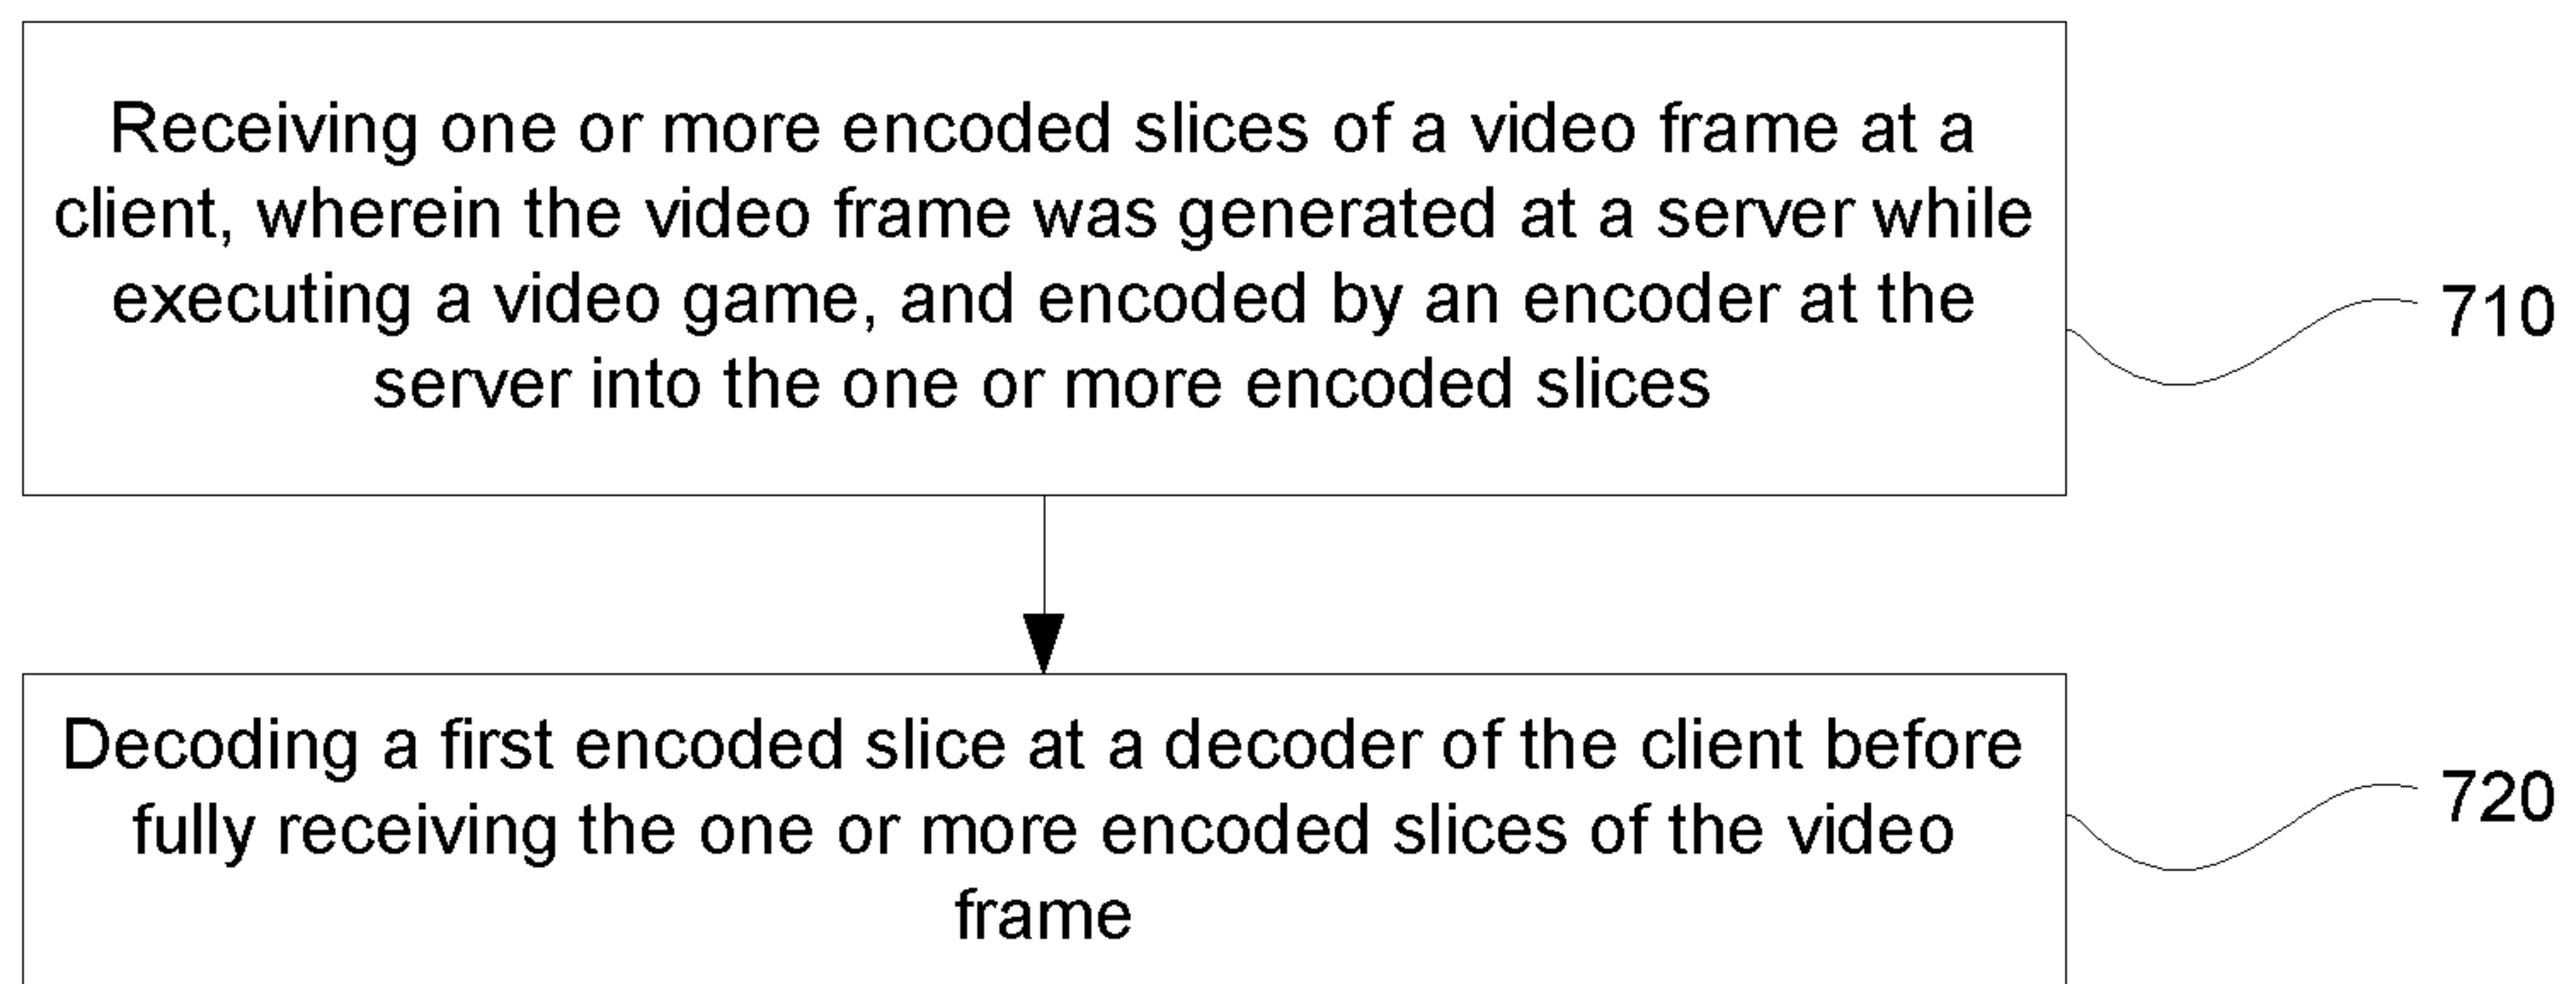 Receiving one or more encoded slices of a video frame at a
client, wherein the video frame was generated at a server while
executing a video game, and encoded by an encoder at the
server into the one or more encoded slices
710
Decoding a first encoded slice at a decoder of the client before
fully receiving the one or more encoded slices of the video
frame
720